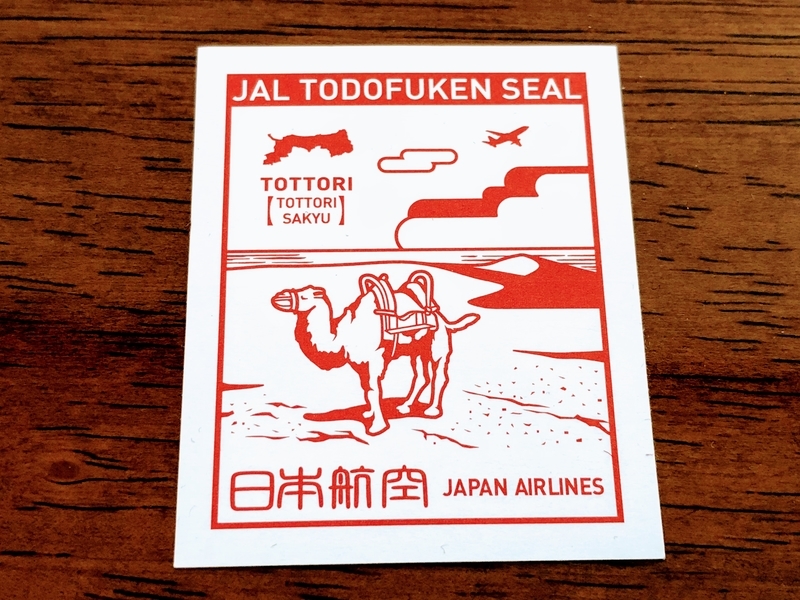 JAL TODOFUKEN SEAL
TOTTORI
【TOTTORI
SAKYU】
日本航空 JAPAN AIRLINES